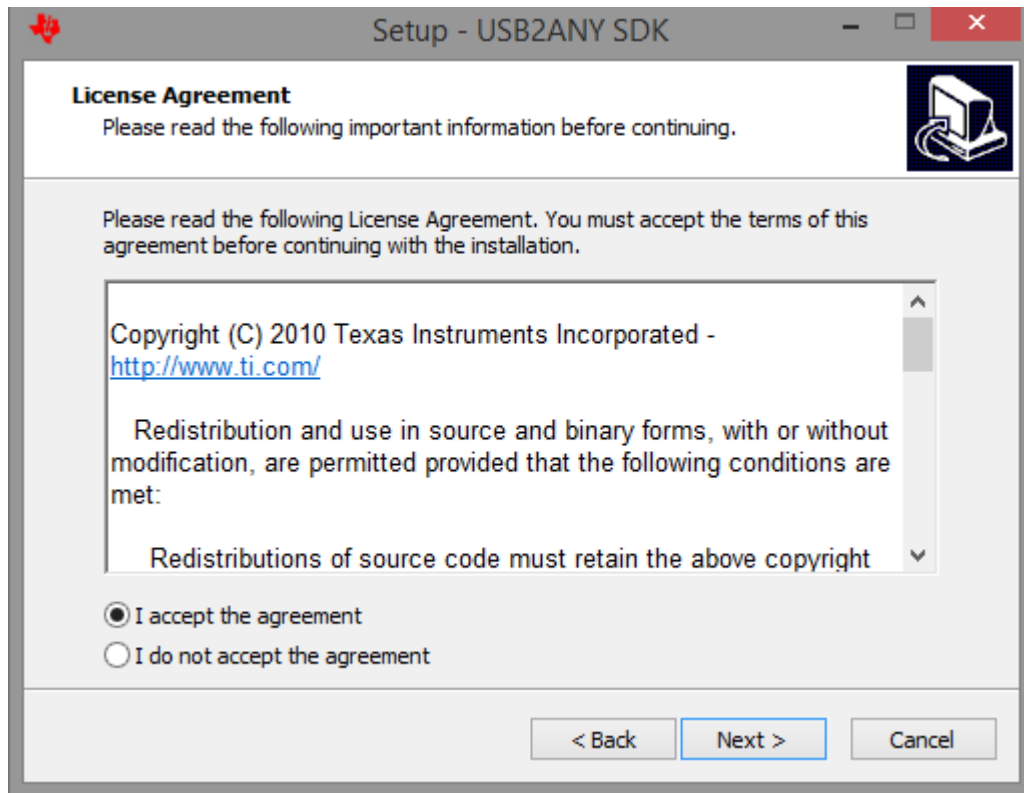 Setup - USB2ANY SDK
License Agreement
Please read the following important information before continuing.
Please read the following License Agreement. You must accept the terms of this
agreement before continuing with the installation.
Copyright (C) 2010 Texas Instruments Incorporated -
http://www.ti.com/
Redistribution and use in source and binary forms, with or without
modification, are permitted provided that the following conditions are
met:
Redistributions of source code must retain the above copyright
I accept the agreement
I do not accept the agreement
< Back Next > Cancel